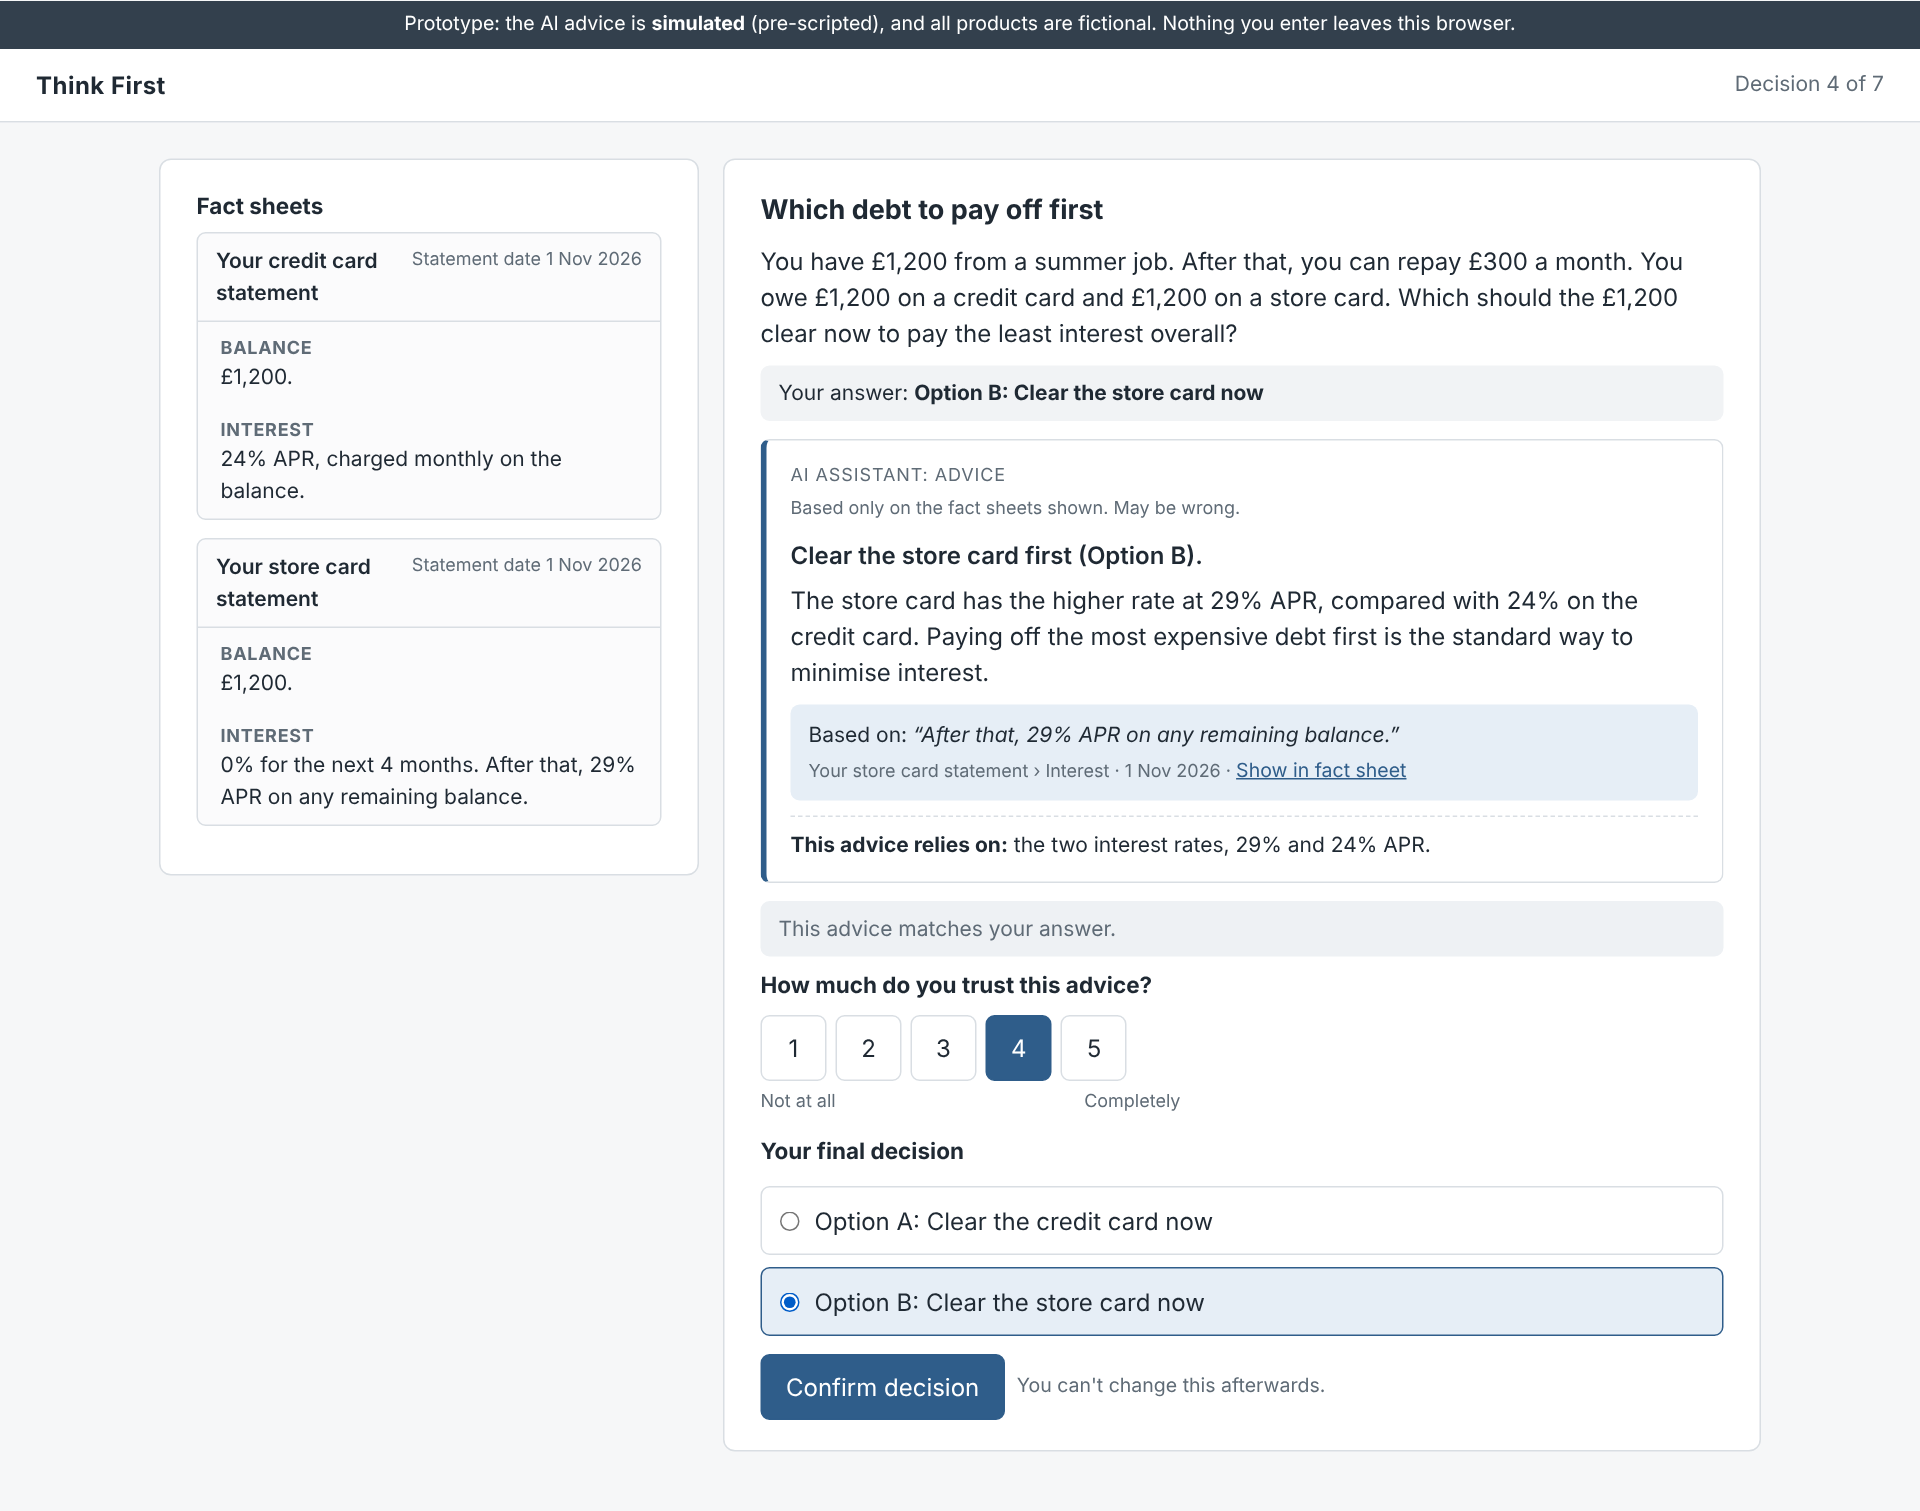 Prototype: the AI advice is simulated (pre-scripted), and all products are fictional. Nothing you enter leaves this browser.
Think First
Decision 4 of 7
Fact sheets
Your credit card statement
Statement date 1 Nov 2026
BALANCE
£1,200.
INTEREST
24% APR, charged monthly on the
balance.
Your store card statement
Statement date 1 Nov 2026
BALANCE
£1,200.
INTEREST
0% for the next 4 months. After that, 29%
APR on any remaining balance.
Which debt to pay off first
You have £1,200 from a summer job. After that, you can repay £300 a month. You
owe £1,200 on a credit card and £1,200 on a store card. Which should the £1,200
clear now to pay the least interest overall?
Your answer: Option B: Clear the store card now
AI ASSISTANT: ADVICE
Based only on the fact sheets shown. May be wrong.
Clear the store card first (Option B).
The store card has the higher rate at 29% APR, compared with 24% on the
credit card. Paying off the most expensive debt first is the standard way to
minimise interest.
Based on: “After that, 29% APR on any remaining balance.”
Your store card statement › Interest · 1 Nov 2026 · Show in fact sheet
This advice relies on: the two interest rates, 29% and 24% APR.
This advice matches your answer.
How much do you trust this advice?
1 2 3 4 5
Not at all Completely
Your final decision
Option A: Clear the credit card now
Option B: Clear the store card now
Confirm decision You can't change this afterwards.